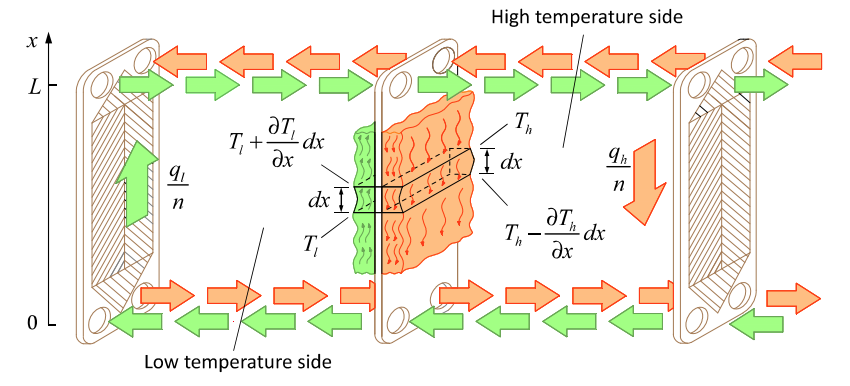 High temperature side
x
L
T_l + ∂T_l/∂x dx
T_h
dx
q_l/n
q_h/n
dx
T_l
T_h − ∂T_h/∂x dx
0
Low temperature side